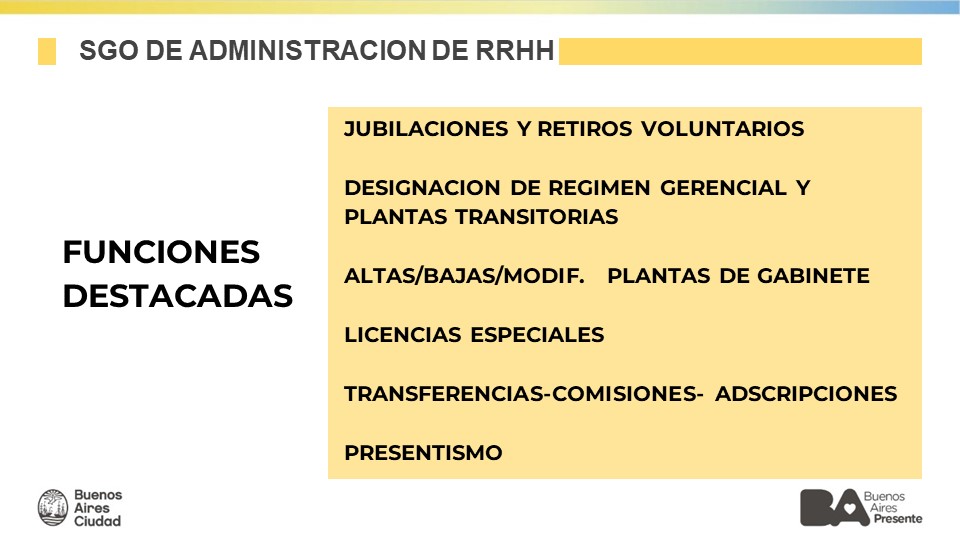 SGO DE ADMINISTRACION DE RRHH
FUNCIONES
DESTACADAS
JUBILACIONES Y RETIROS VOLUNTARIOS
DESIGNACION DE REGIMEN GERENCIAL Y
PLANTAS TRANSITORIAS
ALTAS/BAJAS/MODIF. PLANTAS DE GABINETE
LICENCIAS ESPECIALES
TRANSFERENCIAS-COMISIONES- ADSCRIPCIONES
PRESENTISMO
Buenos
Aires
Ciudad
BA
Buenos
Aires
Presente